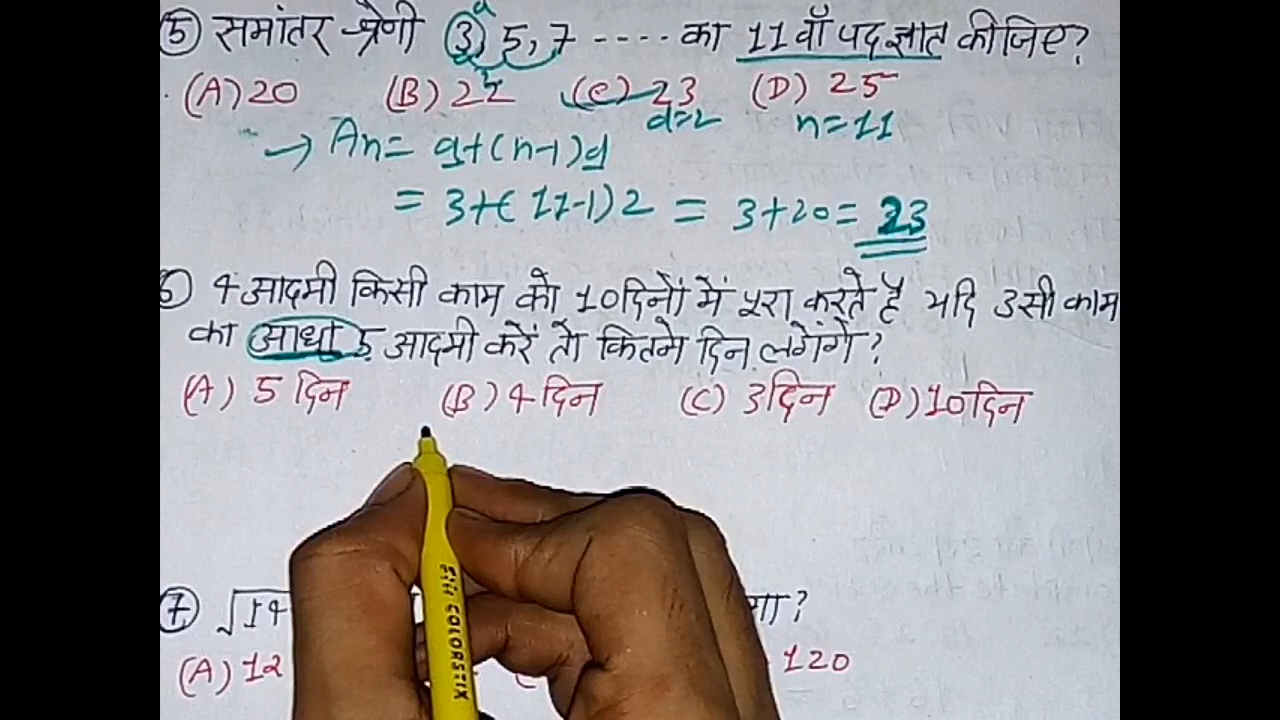 5 समांतर श्रेणी 3, 5, 7 ---- का 11 वाँ पद ज्ञात कीजिए?
a
(A) 20 (B) 22 (C) 23 (D) 25
2
d=2 n=11
→ An= a+(n-1)d
= 3+(11-1)2 = 3+20= 23
6 4 आदमी किसी काम को 10 दिनों में पूरा करते है यदि उसी काम
का आधा 5 आदमी करें तो कितने दिन लगेंगे?
(A) 5 दिन (B) 4 दिन (C) 3 दिन (D) 10 दिन
7 ?
(A) 12 120
COLORSTIX